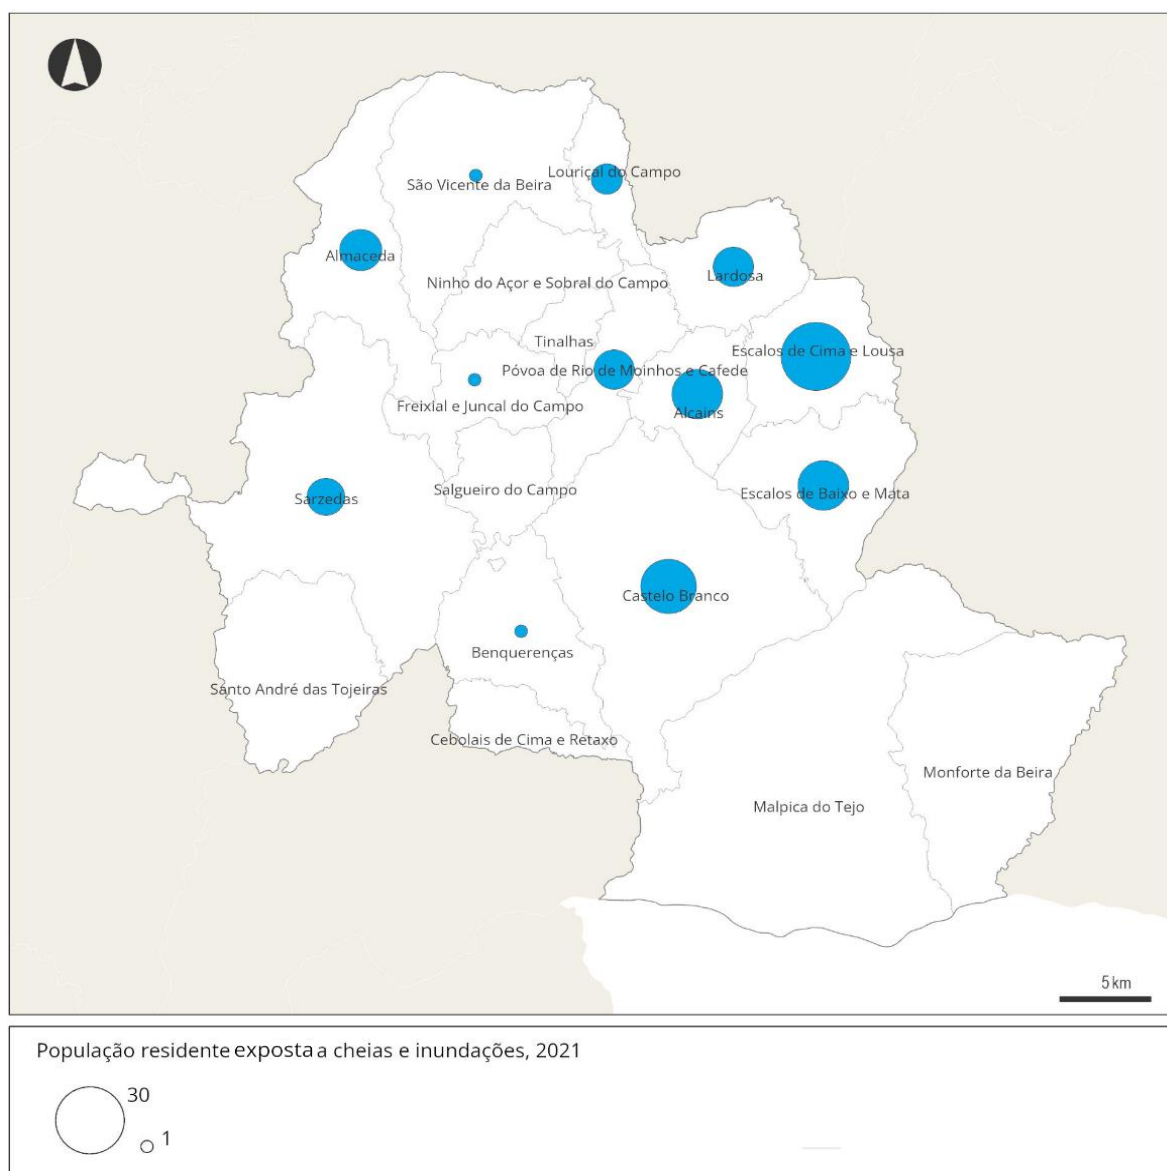 São Vicente da Beira
Louriçal do Campo
Almaceda
Lardosa
Ninho do Açor e Sobral do Campo
Tinalhas
Escalos de Cima e Lousa
Póvoa de Rio de Moinhos e Cafede
Freixial e Juncal do Campo
Alcains
Salgueiro do Campo
Escalos de Baixo e Mata
Sarzedas
Castelo Branco
Benquerenças
Santo André das Tojeiras
Cebolais de Cima e Retaxo
Monforte da Beira
Malpica do Tejo
5 km
População residente exposta a cheias e inundações, 2021
30
1